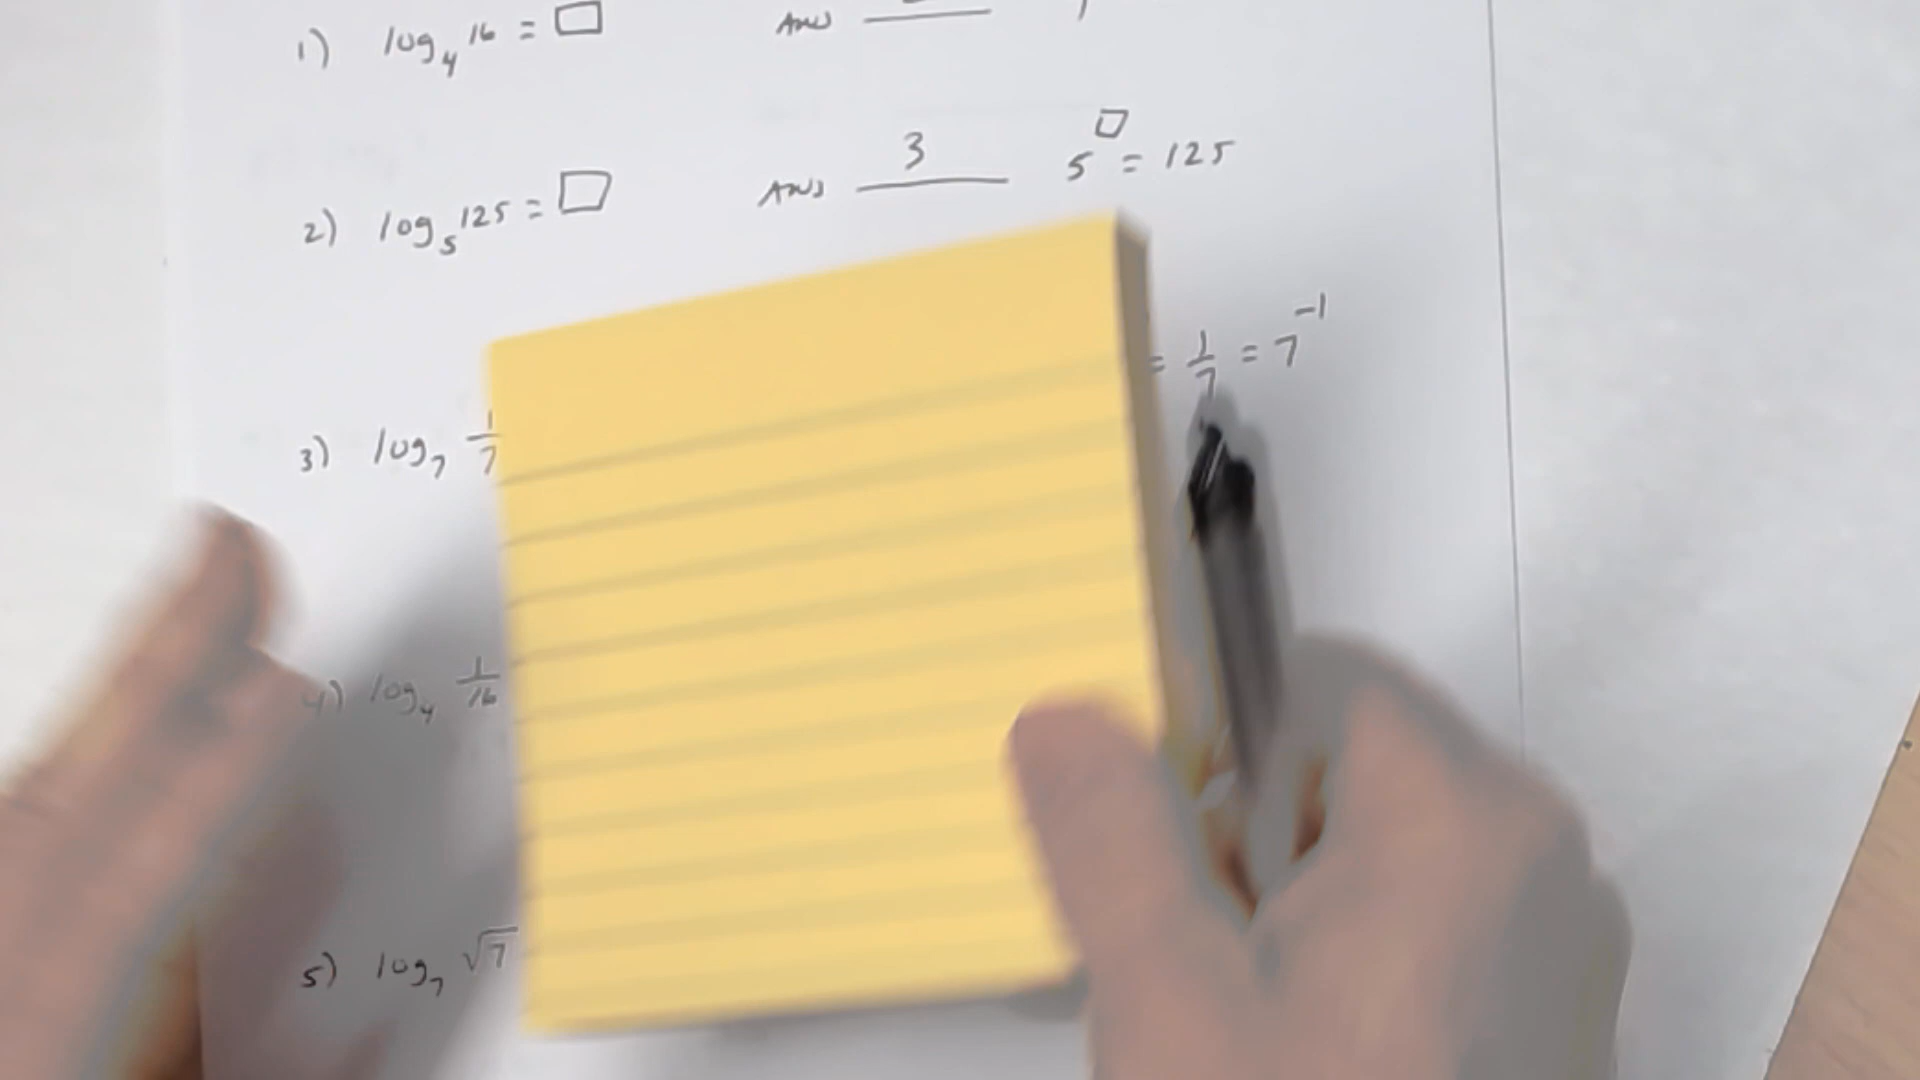 1) log₄ 16 = □ Ans
2) log₅ 125 = □ Ans 3 5^□ = 125
3) log₇ 1/7 = 1/7 = 7⁻¹
4) log₄ 1/16
5) log₇ √7